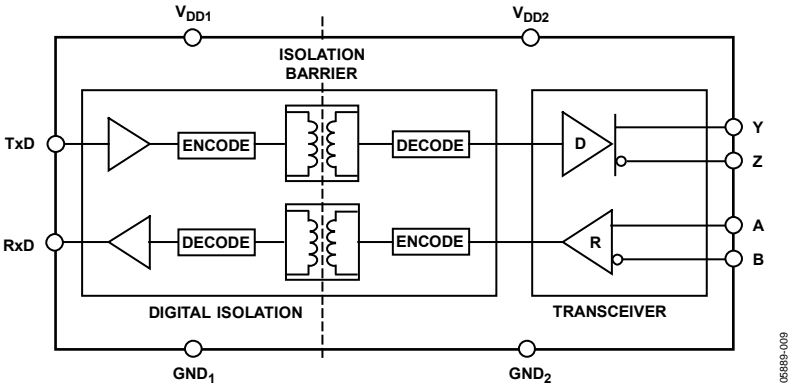 VDD1
VDD2
ISOLATION
BARRIER
TxD
ENCODE
DECODE
D
Y
Z
RxD
DECODE
ENCODE
R
A
B
DIGITAL ISOLATION
TRANSCEIVER
GND1
GND2
05889-009